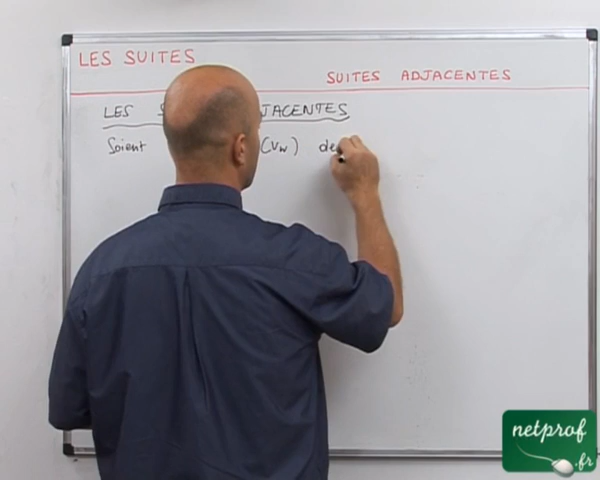 LES SUITES
SUITES ADJACENTES
LES JACENTES
Soient (Vn) de
netprof
.fr